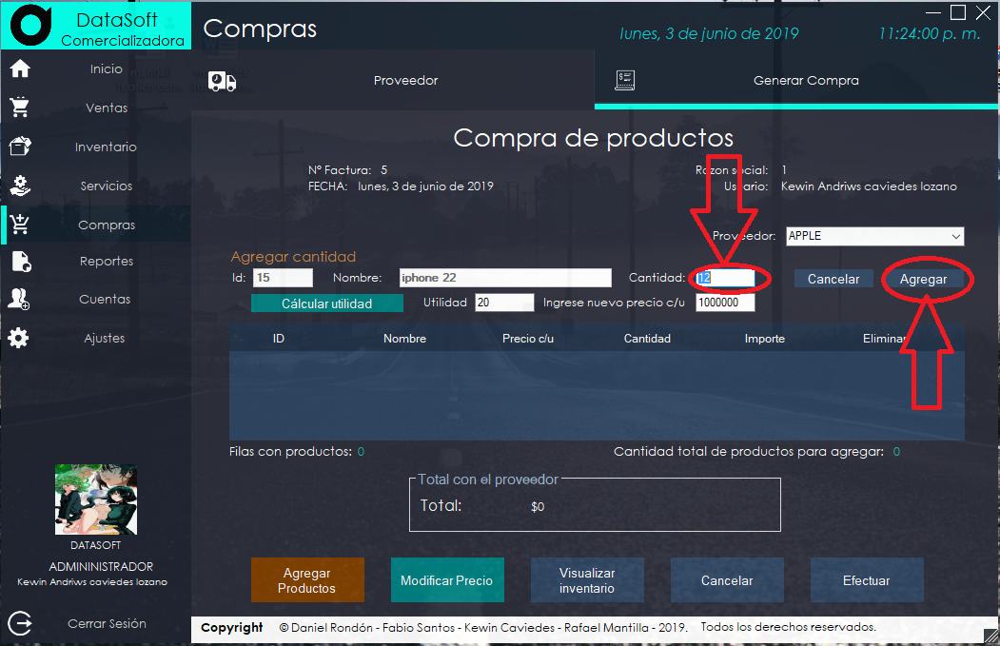 DataSoft
Comercializadora
Compras
lunes, 3 de junio de 2019
11:24:00 p. m.
Inicio
Ventas
Inventario
Servicios
Compras
Reportes
Cuentas
Ajustes
Proveedor
Generar Compra
Compra de productos
Nº Factura: 5
FECHA: lunes, 3 de junio de 2019
Razon social: 1
Usuario: Kewin Andriws caviedes lozano
Proveedor: APPLE
Agregar cantidad
Id: 15 Nombre: iphone 22 Cantidad: 12 Cancelar Agregar
Cálcular utilidad Utilidad 20 Ingrese nuevo precio c/u 1000000
ID Nombre Precio c/u Cantidad Importe Eliminar
Filas con productos: 0
Cantidad total de productos para agregar: 0
Total con el proveedor
Total: $0
DATASOFT
ADMININISTRADOR
Kewin Andriws caviedes lozano
Cerrar Sesión
Agregar
Productos
Modificar Precio
Visualizar
inventario
Cancelar
Efectuar
Copyright © Daniel Rondón - Fabio Santos - Kewin Caviedes - Rafael Mantilla - 2019. Todos los derechos reservados.